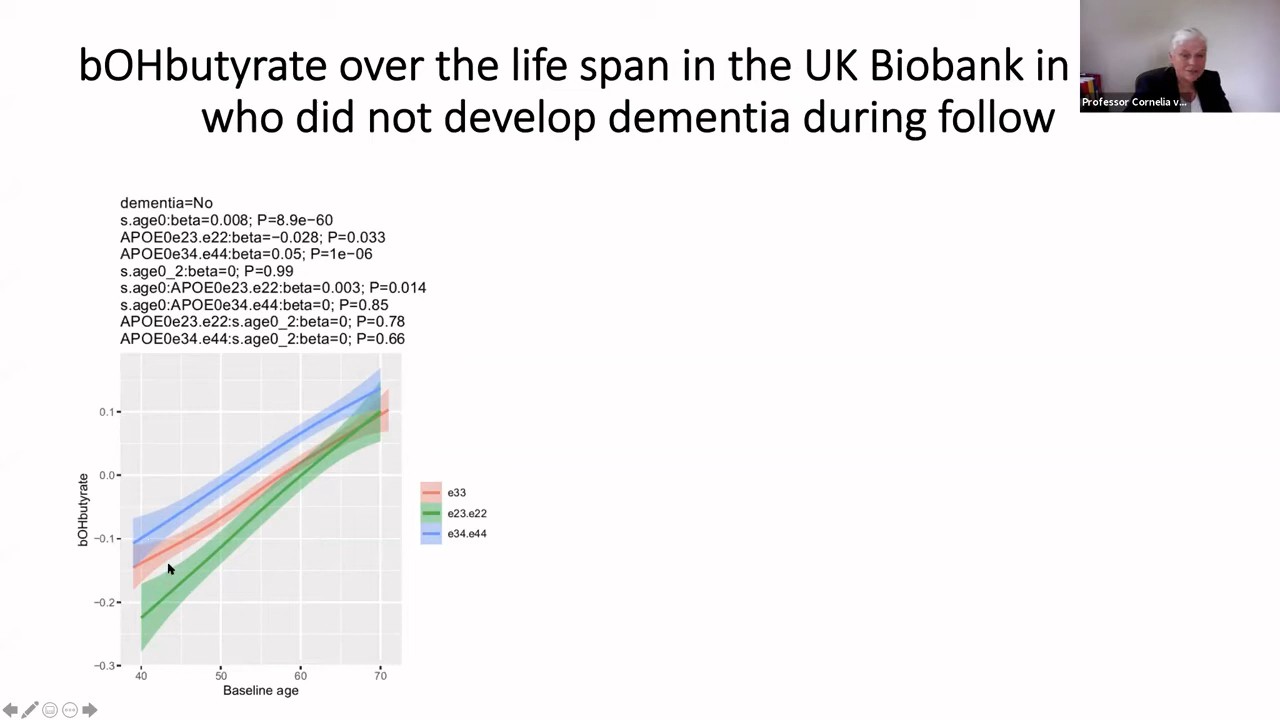 bOHbutyrate over the life span in the UK Biobank in
who did not develop dementia during follow
Professor Cornelia v...
dementia=No
s.age0:beta=0.008; P=8.9e−60
APOE0e23.e22:beta=−0.028; P=0.033
APOE0e34.e44:beta=0.05; P=1e−06
s.age0_2:beta=0; P=0.99
s.age0:APOE0e23.e22:beta=0.003; P=0.014
s.age0:APOE0e34.e44:beta=0; P=0.85
APOE0e23.e22:s.age0_2:beta=0; P=0.78
APOE0e34.e44:s.age0_2:beta=0; P=0.66
bOHbutyrate
0.1
0.0
−0.1
−0.2
−0.3
40 50 60 70
Baseline age
e33
e23.e22
e34.e44